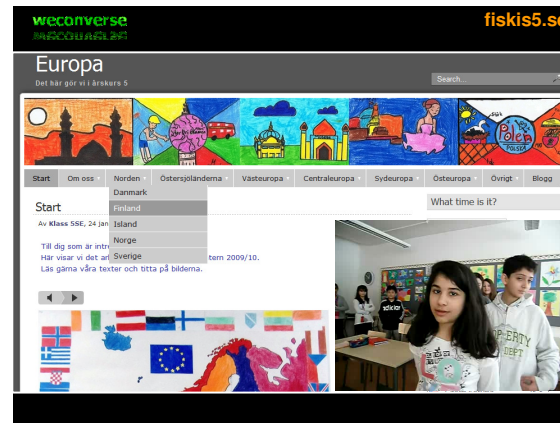 weconverse
fiskis5.se
Europa
Det här gör vi i årskurs 5
Search...
Polen
POLSKA
Start Om oss Norden Östersjöländerna Västeuropa Centraleuropa Sydeuropa Östeuropa Övrigt Blogg
Danmark
Finland
Island
Norge
Sverige
Start
What time is it?
Av Klass 5SE, 24 jan
Till dig som är intr
Här visar vi det ar tern 2009/10.
Läs gärna våra texter och titta på bilderna.